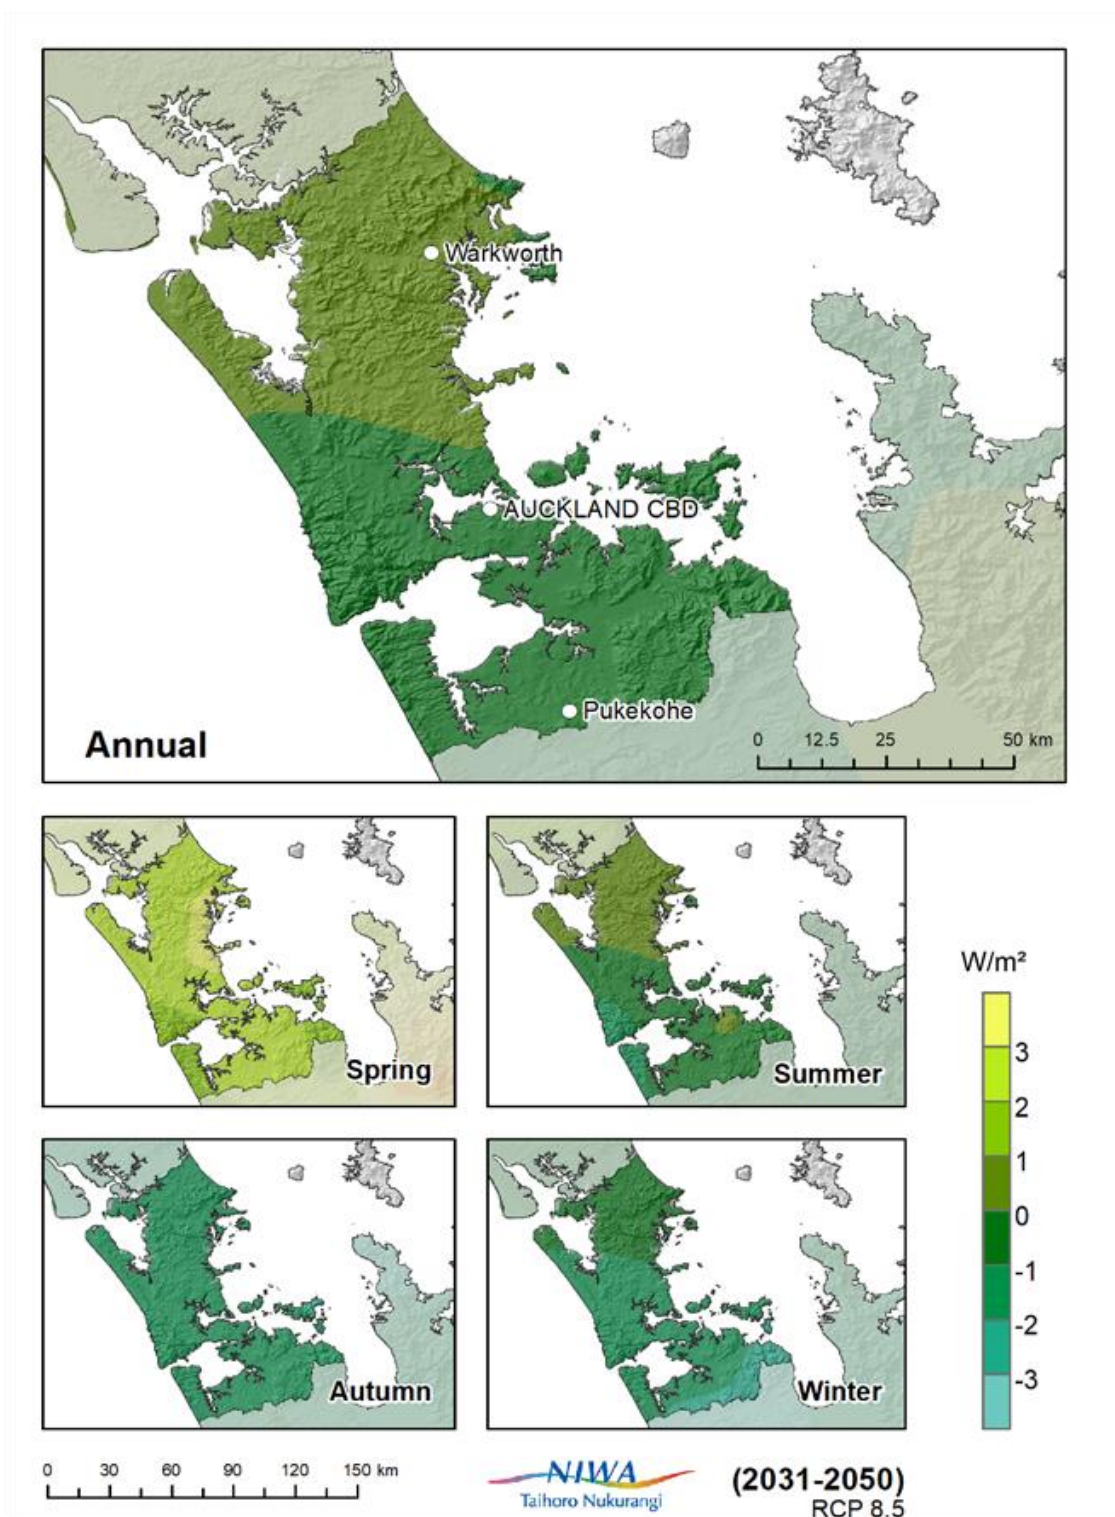 Warkworth
AUCKLAND CBD
Pukekohe
Annual
0 12.5 25 50 km
Spring
Summer
W/m²
3
2
1
0
-1
-2
-3
Autumn
Winter
0 30 60 90 120 150 km
NIWA
Taihoro Nukurangi
(2031-2050)
RCP 8.5